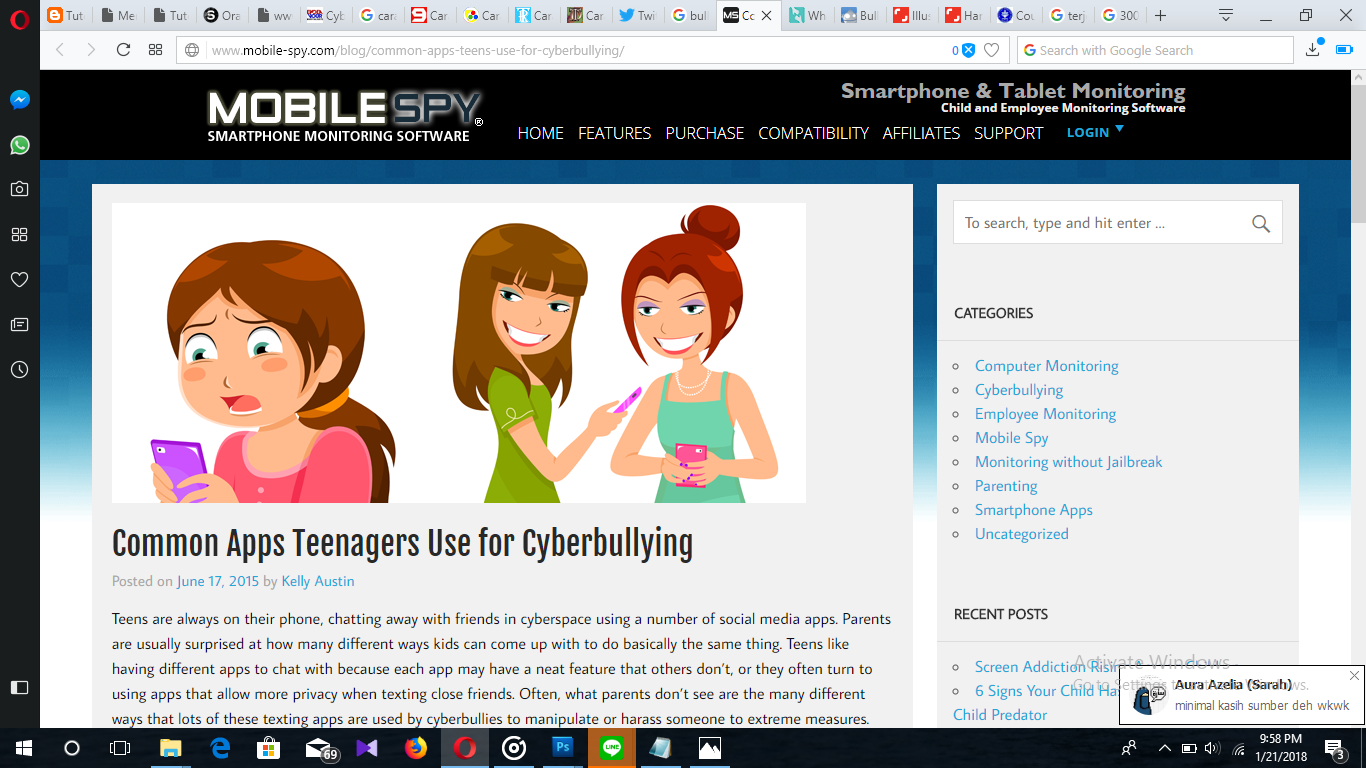 Tut
Me
Tut
Ora
ww
Cyb
cara
Car
Car
Car
Car
Twi
bull
Co
Wh
Bull
Illus
Har
Cou
terj
300
www.mobile-spy.com/blog/common-apps-teens-use-for-cyberbullying/
0
Search with Google Search
MOBILE SPY®
SMARTPHONE MONITORING SOFTWARE
Smartphone & Tablet Monitoring
Child and Employee Monitoring Software
HOME FEATURES PURCHASE COMPATIBILITY AFFILIATES SUPPORT LOGIN
To search, type and hit enter ...
CATEGORIES
Computer Monitoring
Cyberbullying
Employee Monitoring
Mobile Spy
Monitoring without Jailbreak
Parenting
Smartphone Apps
Uncategorized
Common Apps Teenagers Use for Cyberbullying
Posted on June 17, 2015 by Kelly Austin
Teens are always on their phone, chatting away with friends in cyberspace using a number of social media apps. Parents
are usually surprised at how many different ways kids can come up with to do basically the same thing. Teens like
having different apps to chat with because each app may have a neat feature that others don't, or they often turn to
using apps that allow more privacy when texting close friends. Often, what parents don't see are the many different
ways that lots of these texting apps are used by cyberbullies to manipulate or harass someone to extreme measures.
RECENT POSTS
Screen Addiction Risin
6 Signs Your Child Ha
Child Predator
Activate Windows
Go to Settings to activate Windows.
Aura Azelia (Sarah)
minimal kasih sumber deh wkwk
69
Ps
LINE
9:58 PM
1/21/2018
3